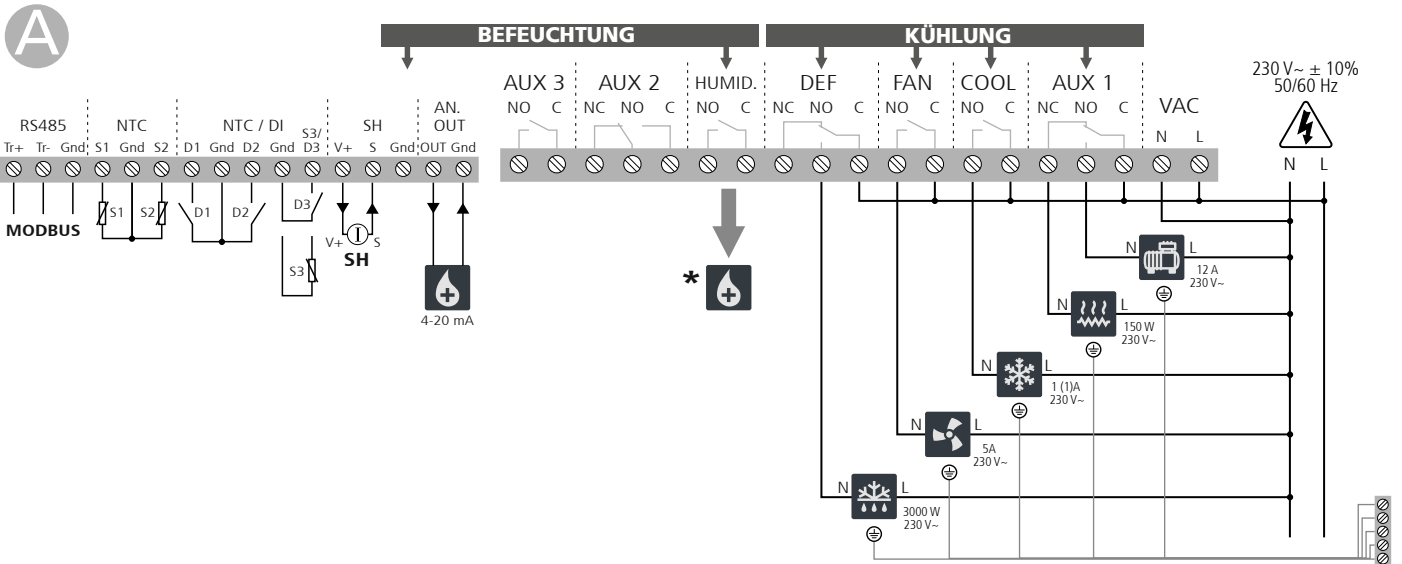 A
BEFEUCHTUNG
KÜHLUNG
AUX 3
AUX 2
HUMID.
DEF
FAN
COOL
AUX 1
VAC
230 V~ ± 10%
50/60 Hz
NO C
NC NO C
NO C
NC NO C
NO C
NO C
NC NO C
N L
N L
RS485
NTC
NTC / DI
SH
AN.
OUT
Tr+ Tr- Gnd
S1 Gnd S2
D1 Gnd D2 Gnd S3/
D3
V+ S Gnd
OUT Gnd
MODBUS
S1
S2
D1
D2
D3
S3
V+ S
SH
4-20 mA
*
N L
12 A
230 V~
N L
150 W
230 V~
N L
1 (1)A
230 V~
N L
5A
230 V~
N L
3000 W
230 V~